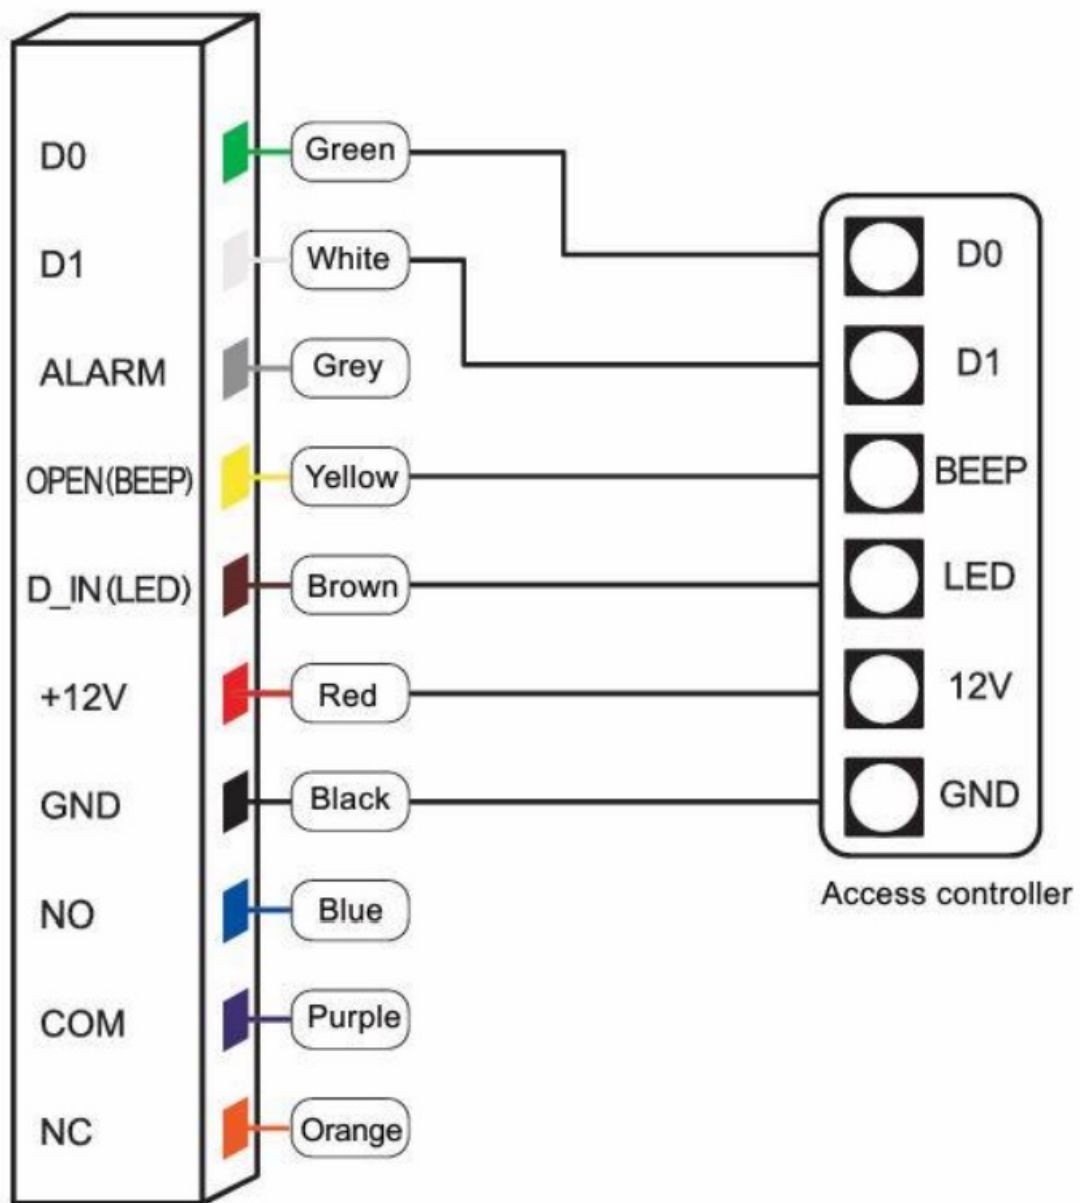 D0
Green
D0
D1
White
D1
ALARM
Grey
OPEN(BEEP)
Yellow
BEEP
D_IN(LED)
Brown
LED
+12V
Red
12V
GND
Black
GND
Access controller
NO
Blue
COM
Purple
NC
Orange